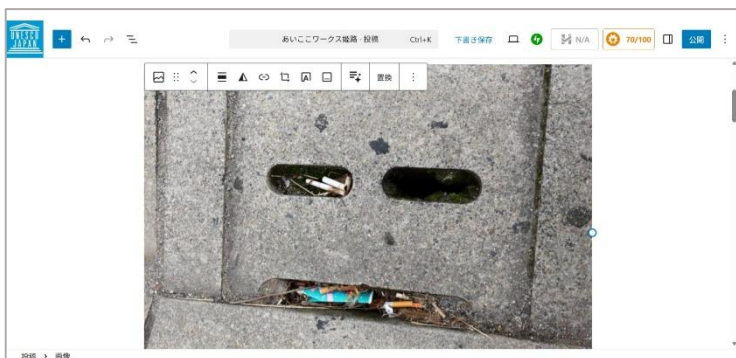 UNESCO
JAPAN
あいここワークス姫路 · 投稿 Ctrl+K
下書き保存
N/A
70/100
公開
置換
投稿 › 画像